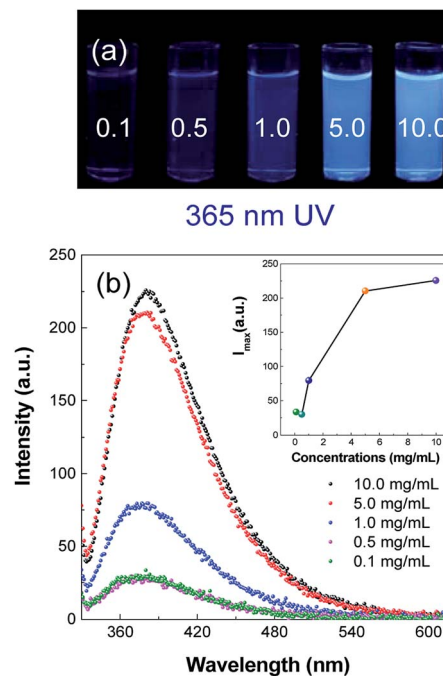 (a)
0.1 0.5 1.0 5.0 10.0
365 nm UV
(b)
250
200
150
100
50
0
Intensity (a.u.)
360 420 480 540 600
Wavelength (nm)
250
200
150
100
50
0
I_max(a.u.)
0 2 4 6 8 10
Concentrations (mg/mL)
10.0 mg/mL
5.0 mg/mL
1.0 mg/mL
0.5 mg/mL
0.1 mg/mL